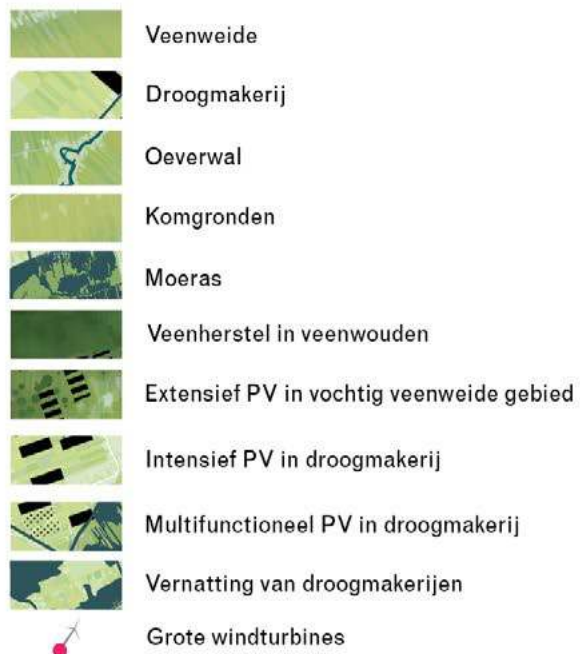 Veenweide
Droogmakerij
Oeverwal
Komgronden
Moeras
Veenherstel in veenwouden
Extensief PV in vochtig veenweide gebied
Intensief PV in droogmakerij
Multifunctioneel PV in droogmakerij
Vernatting van droogmakerijen
Grote windturbines